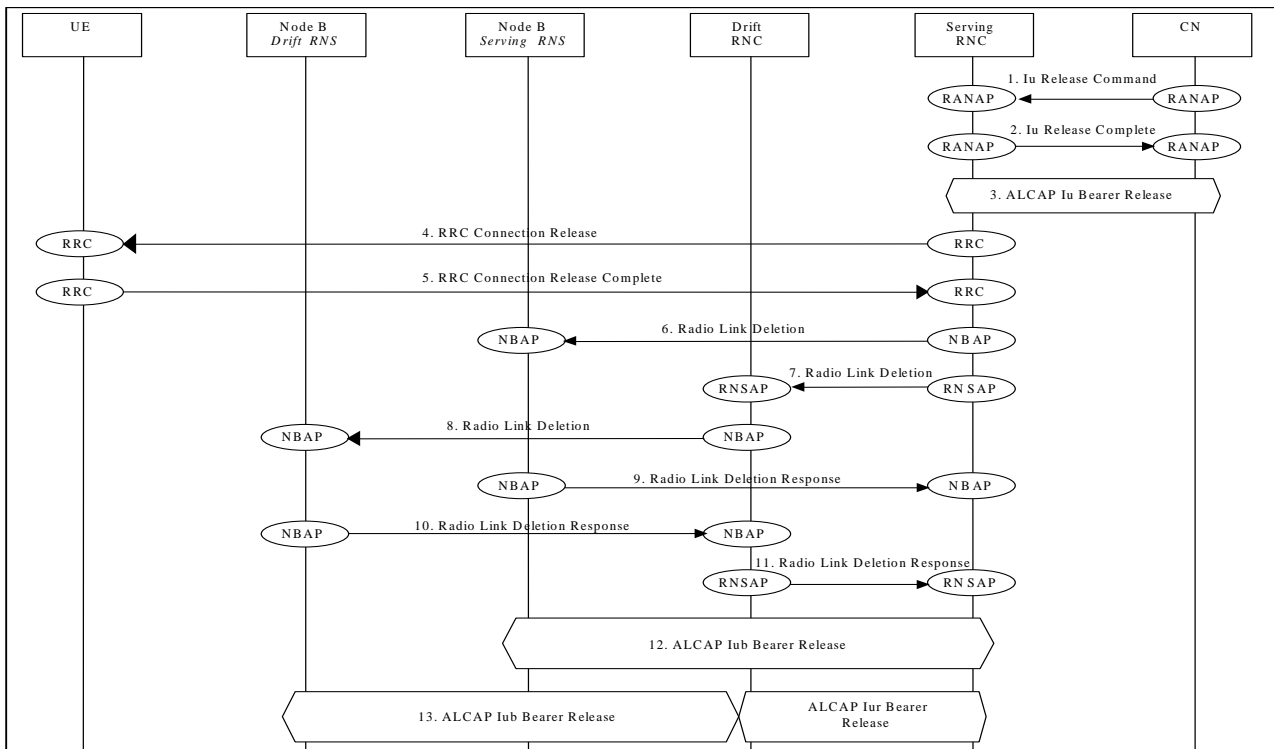 UE
Node B
Drift RNS
Node B
Serving RNS
Drift
RNC
Serving
RNC
CN
1. Iu Release Command
RANAP
RANAP
2. Iu Release Complete
RANAP
RANAP
3. ALCAP Iu Bearer Release
4. RRC Connection Release
RRC
RRC
5. RRC Connection Release Complete
RRC
RRC
6. Radio Link Deletion
NBAP
NBAP
7. Radio Link Deletion
RNSAP
RNSAP
8. Radio Link Deletion
NBAP
NBAP
9. Radio Link Deletion Response
NBAP
NBAP
10. Radio Link Deletion Response
NBAP
NBAP
11. Radio Link Deletion Response
RNSAP
RNSAP
12. ALCAP Iub Bearer Release
13. ALCAP Iub Bearer Release
ALCAP Iur Bearer
Release